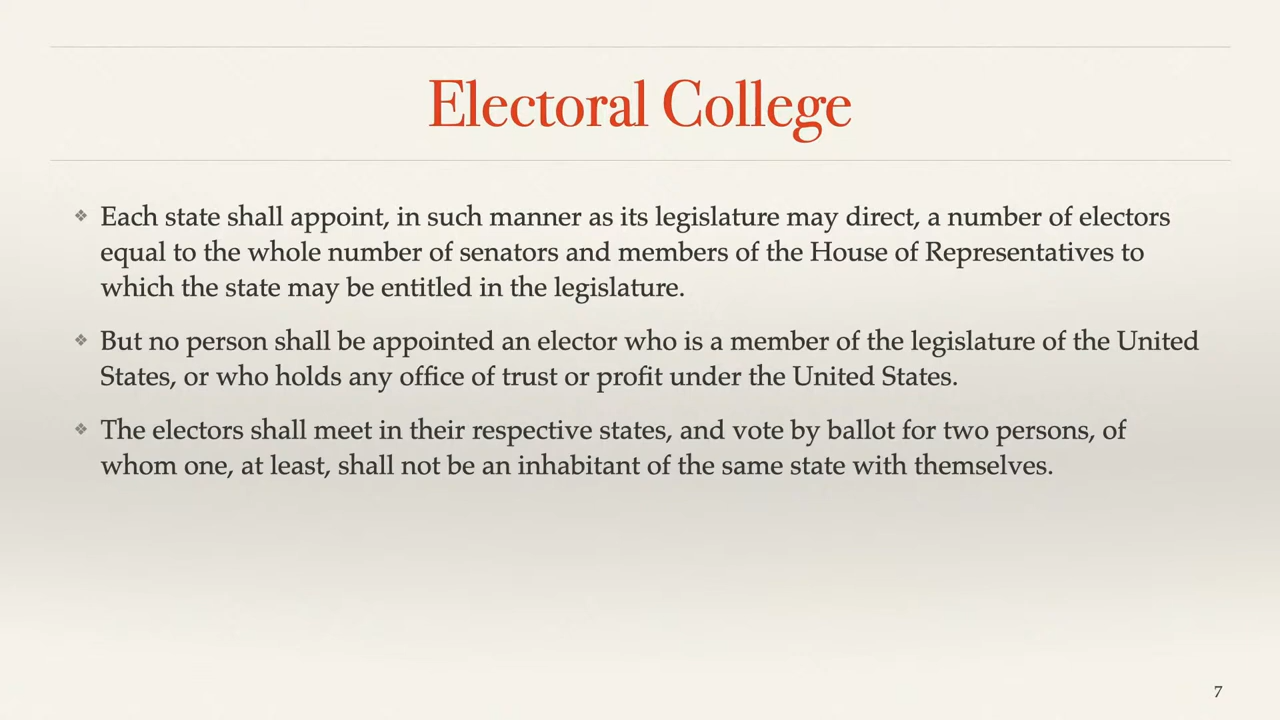 Electoral College
❖ Each state shall appoint, in such manner as its legislature may direct, a number of electors
equal to the whole number of senators and members of the House of Representatives to
which the state may be entitled in the legislature.
❖ But no person shall be appointed an elector who is a member of the legislature of the United
States, or who holds any office of trust or profit under the United States.
❖ The electors shall meet in their respective states, and vote by ballot for two persons, of
whom one, at least, shall not be an inhabitant of the same state with themselves.
7